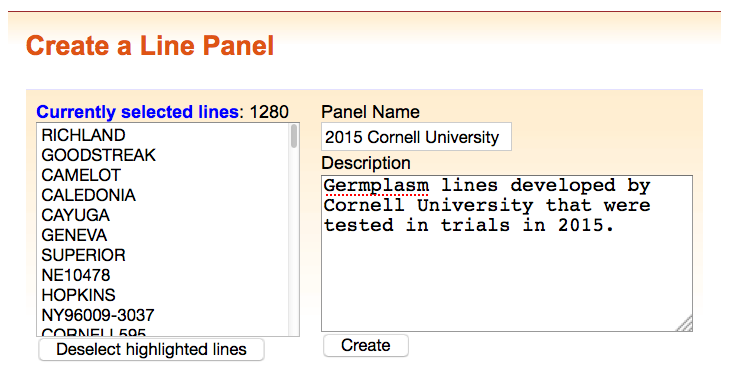 Create a Line Panel
Currently selected lines: 1280
RICHLAND
GOODSTREAK
CAMELOT
CALEDONIA
CAYUGA
GENEVA
SUPERIOR
NE10478
HOPKINS
NY96009-3037
CORNELL595
Deselect highlighted lines
Panel Name
2015 Cornell University
Description
Germplasm lines developed by
Cornell University that were
tested in trials in 2015.
Create